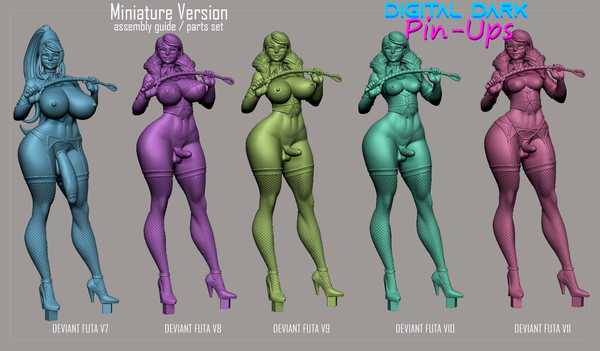 Miniature Version
assembly guide / parts set
DIGITAL DARK
Pin-Ups
DEVIANT FUTA V7
DEVIANT FUTA V8
DEVIANT FUTA V9
DEVIANT FUTA V10
DEVIANT FUTA V11